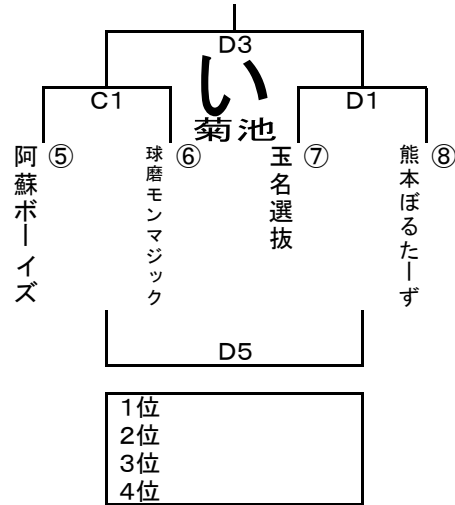 D3
い
菊池
C1
D1
⑤
阿蘇ボーイズ
⑥
球磨モンマジック
⑦
玉名選抜
⑧
熊本ぼるたーず
D5
1位
2位
3位
4位